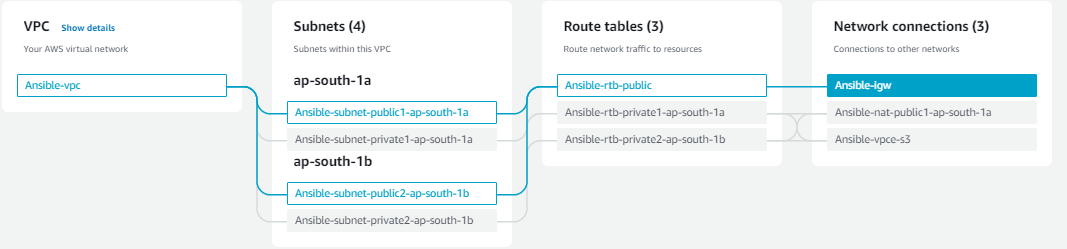 VPC Show details
Your AWS virtual network
Ansible-vpc
Subnets (4)
Subnets within this VPC
ap-south-1a
Ansible-subnet-public1-ap-south-1a
Ansible-subnet-private1-ap-south-1a
ap-south-1b
Ansible-subnet-public2-ap-south-1b
Ansible-subnet-private2-ap-south-1b
Route tables (3)
Route network traffic to resources
Ansible-rtb-public
Ansible-rtb-private1-ap-south-1a
Ansible-rtb-private2-ap-south-1b
Network connections (3)
Connections to other networks
Ansible-igw
Ansible-nat-public1-ap-south-1a
Ansible-vpce-s3